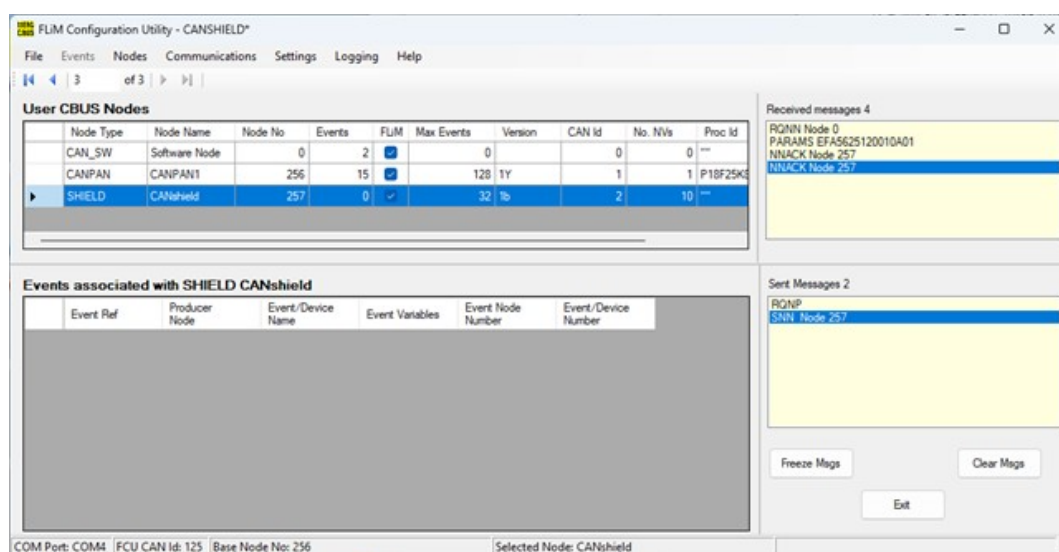 FLiM Configuration Utility - CANSHIELD*
File Events Nodes Communications Settings Logging Help
3 of 3
User CBUS Nodes
Node Type Node Name Node No Events FLiM Max Events Version CAN Id No. NVs Proc Id
CAN_SW Software Node 0 2 0 0 0 ""
CANPAN CANPAN1 256 15 128 1Y 1 1 P18F25K
SHIELD CANshield 257 0 32 1b 2 10 ""
Received messages 4
RQNN Node 0
PARAMS EFA5625120010A01
NNACK Node 257
NNACK Node 257
Events associated with SHIELD CANshield
Event Ref Producer Node Event/Device Name Event Variables Event Node Number Event/Device Number
Sent Messages 2
RQNP
SNN Node 257
Freeze Msgs Clear Msgs
Exit
COM Port: COM4 FCU CAN Id: 125 Base Node No: 256 Selected Node: CANshield